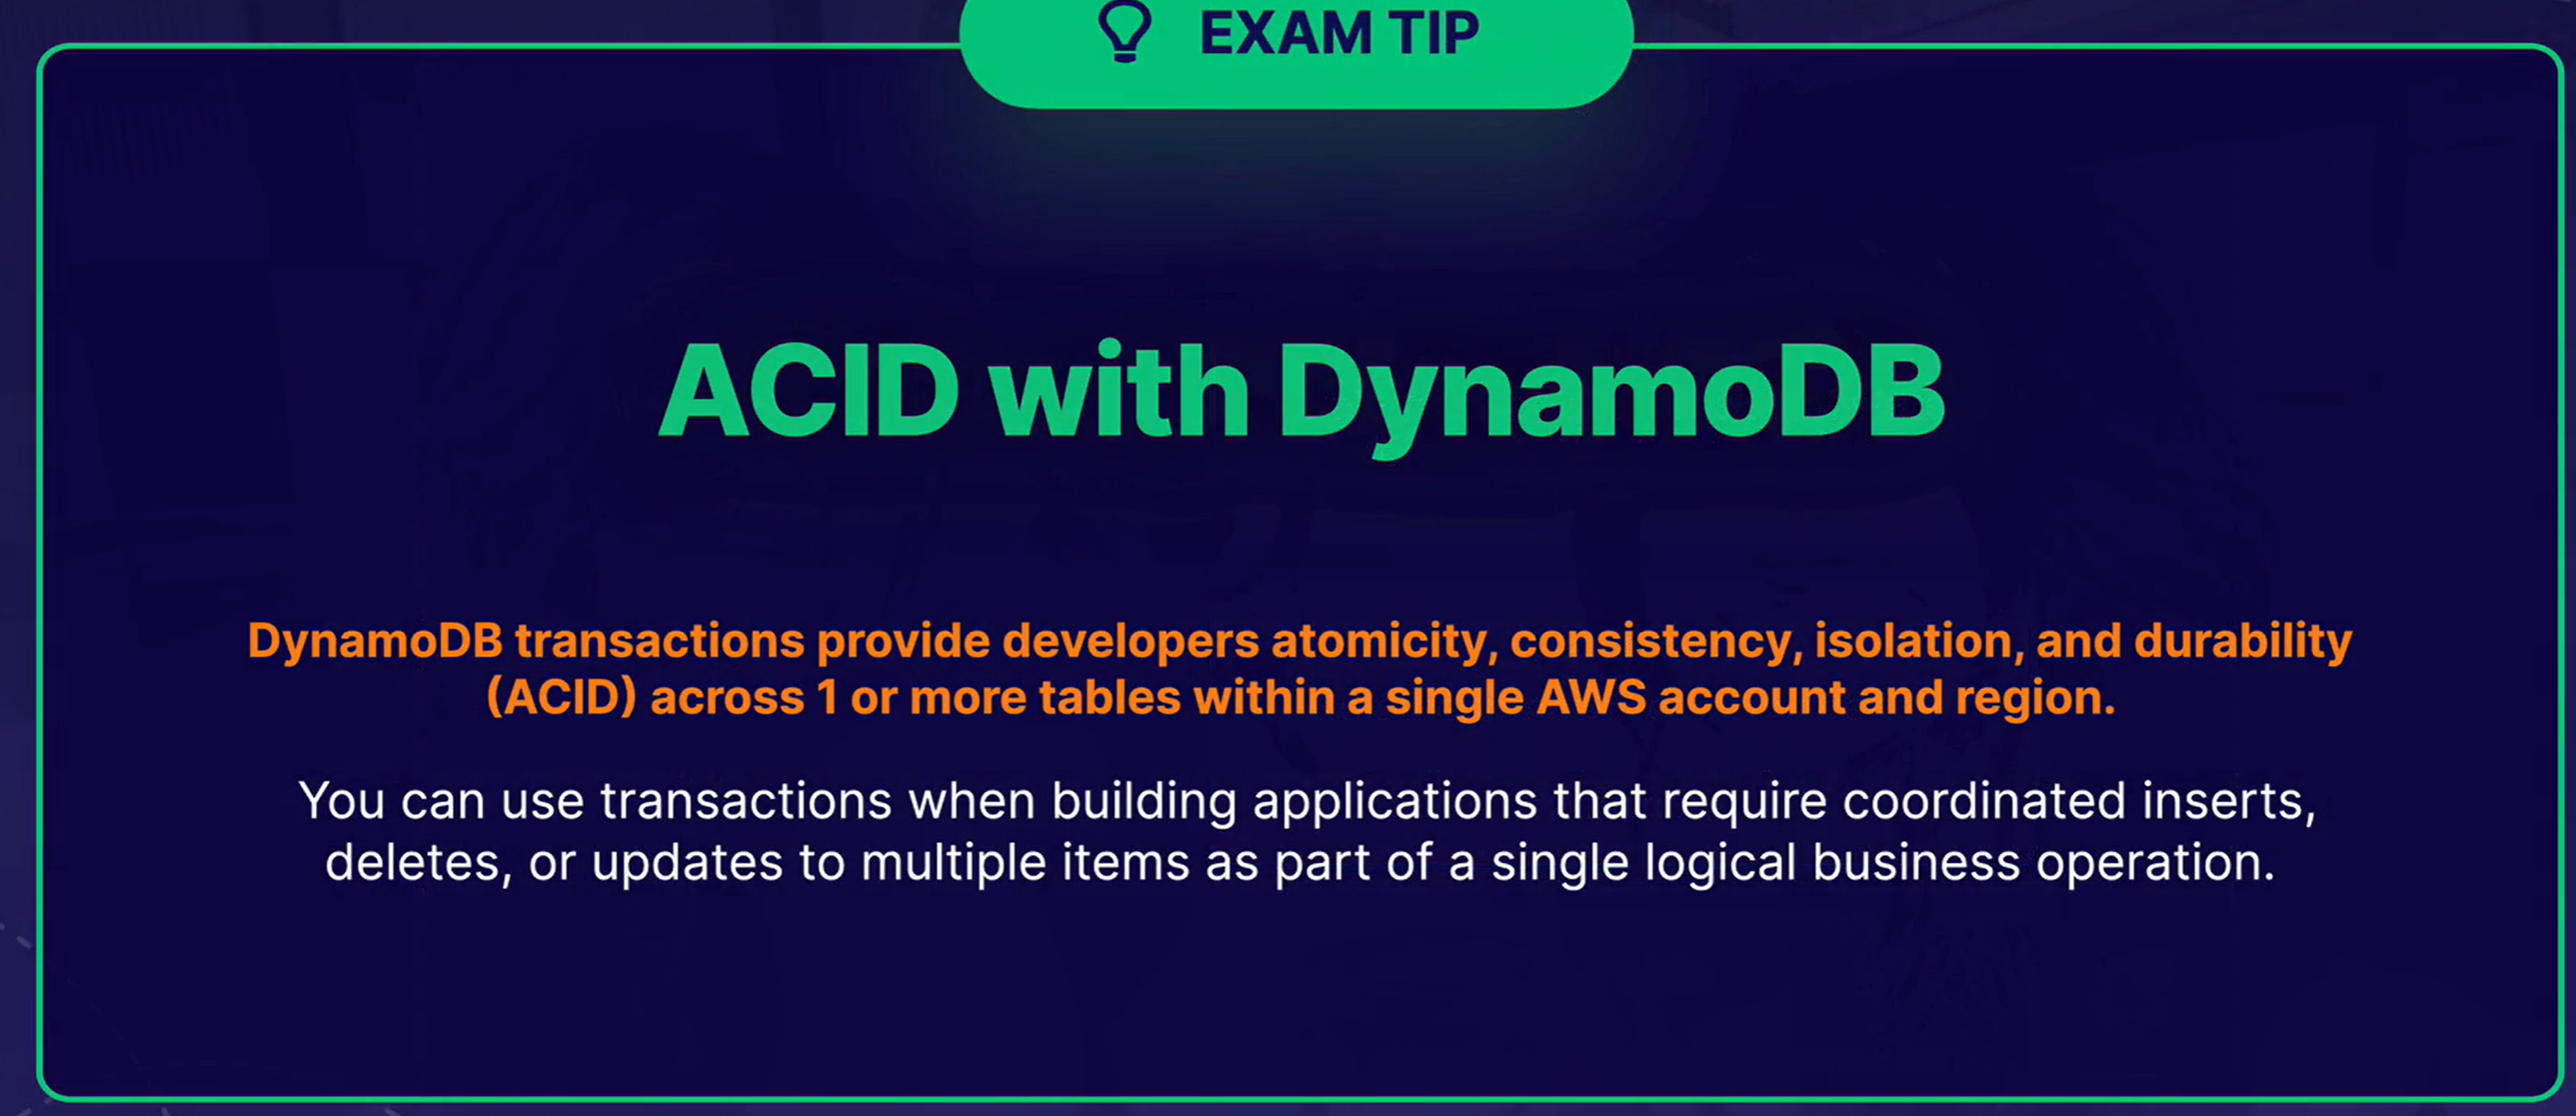 EXAM TIP
ACID with DynamoDB
DynamoDB transactions provide developers atomicity, consistency, isolation, and durability
(ACID) across 1 or more tables within a single AWS account and region.
You can use transactions when building applications that require coordinated inserts,
deletes, or updates to multiple items as part of a single logical business operation.